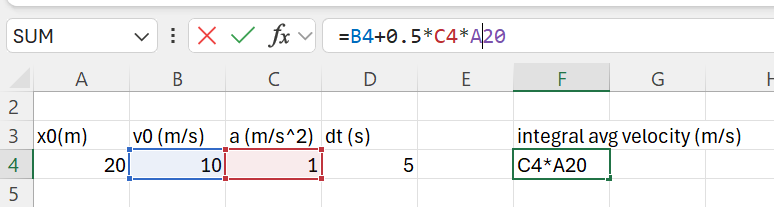 SUM fx =B4+0.5*C4*A20
A B C D E F G H
2
3 x0(m) v0 (m/s) a (m/s^2) dt (s) integral avg velocity (m/s)
4 20 10 1 5 C4*A20
5